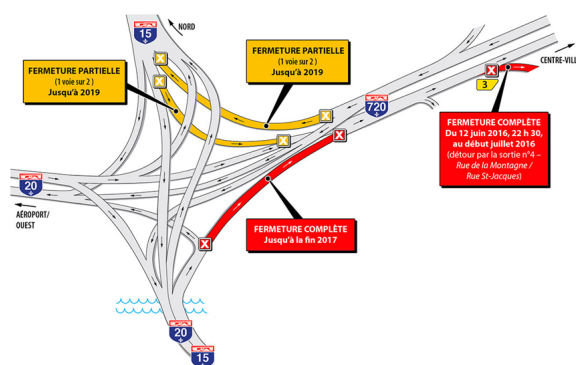 NORD
15
FERMETURE PARTIELLE
(1 voie sur 2)
Jusqu'à 2019
FERMETURE PARTIELLE
(1 voie sur 2)
Jusqu'à 2019
720
CENTRE-VILL
3
FERMETURE COMPLÈTE
Du 12 juin 2016, 22 h 30,
au début juillet 2016
(détour par la sortie n°4 –
Rue de la Montagne /
Rue St-Jacques)
20
AÉROPORT/
OUEST
FERMETURE COMPLÈTE
Jusqu'à la fin 2017
20
15